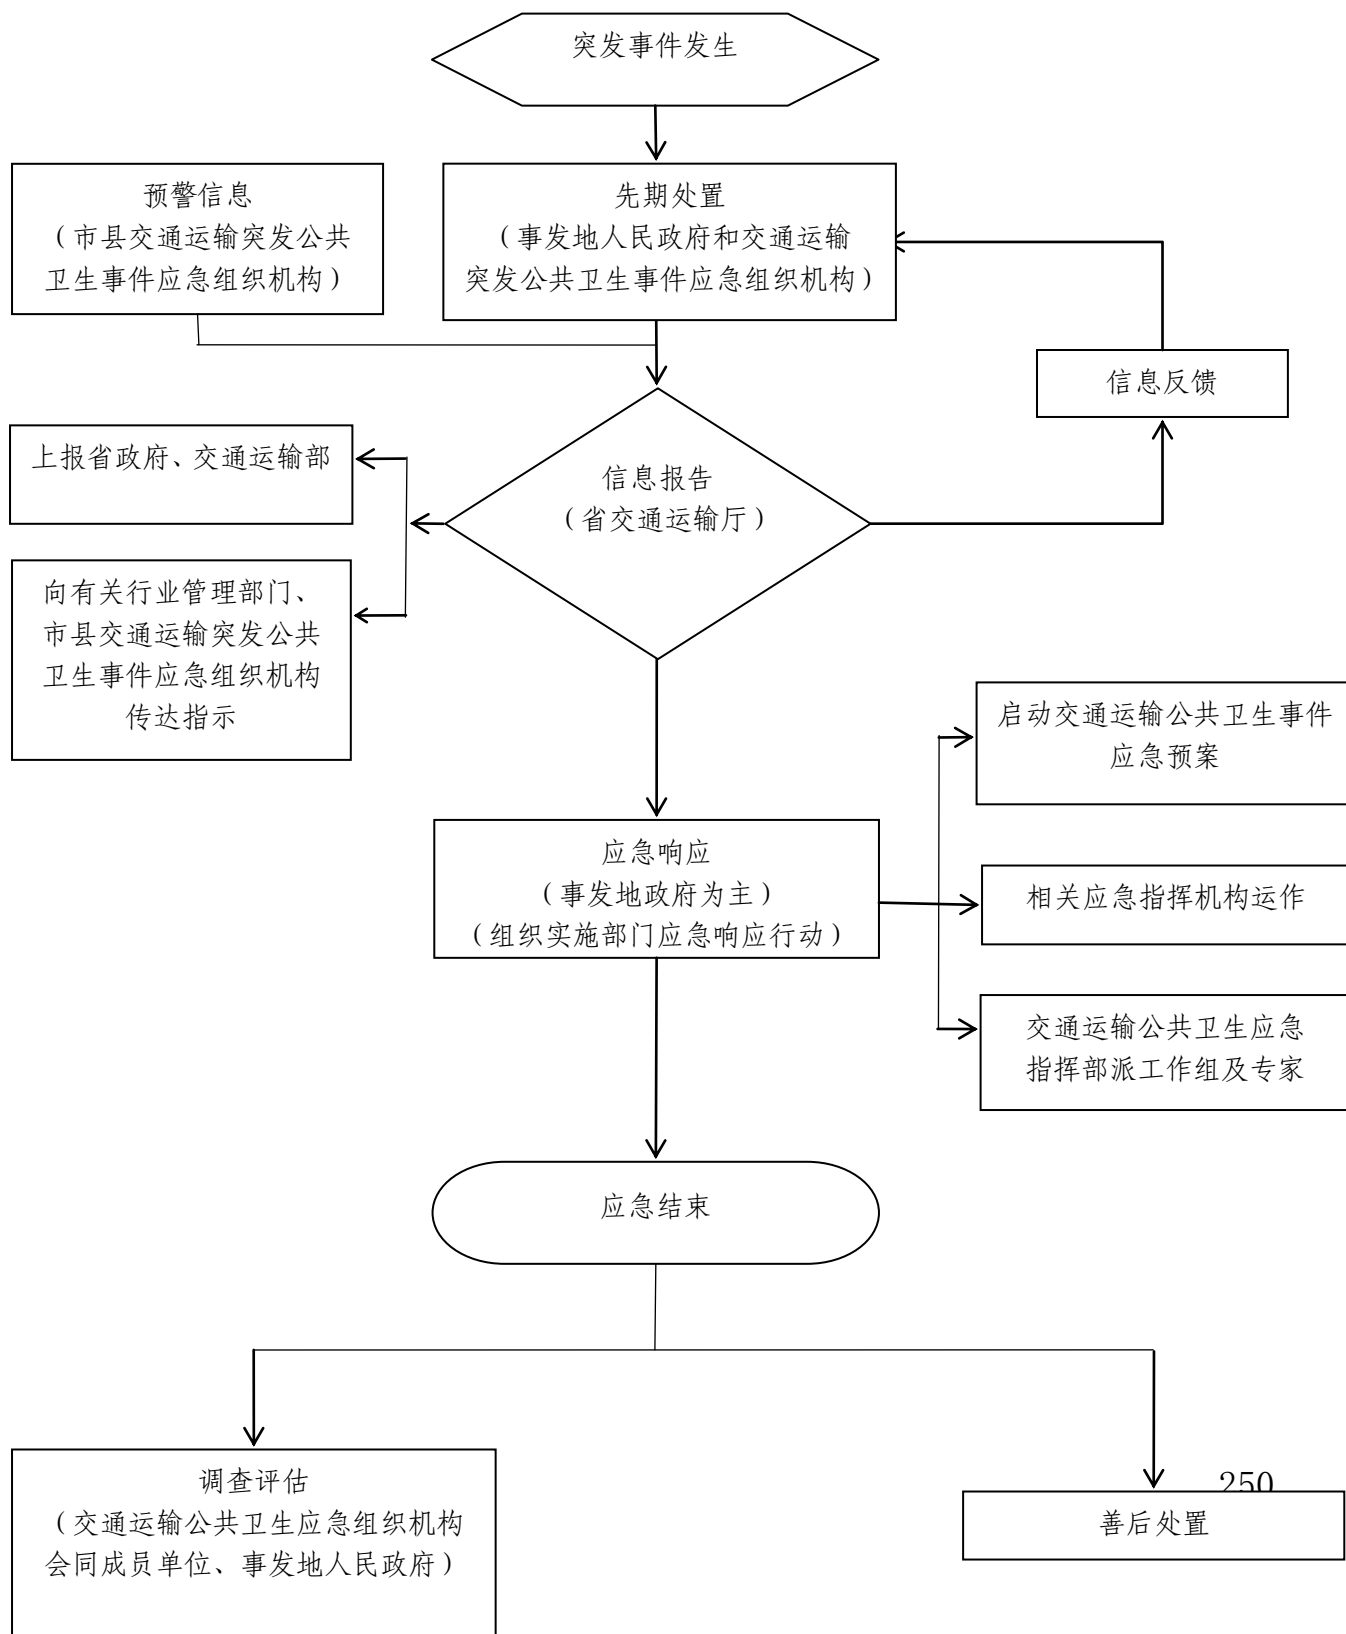 突发事件发生
预警信息
（市县交通运输突发公共
卫生事件应急组织机构）
先期处置
（事发地人民政府和交通运输
突发公共卫生事件应急组织机构）
信息反馈
上报省政府、交通运输部
信息报告
（省交通运输厅）
向有关行业管理部门、
市县交通运输突发公共
卫生事件应急组织机构
传达指示
启动交通运输公共卫生事件
应急预案
应急响应
（事发地政府为主）
（组织实施部门应急响应行动）
相关应急指挥机构运作
交通运输公共卫生应急
指挥部派工作组及专家
应急结束
调查评估
（交通运输公共卫生应急组织机构
会同成员单位、事发地人民政府）
250
善后处置